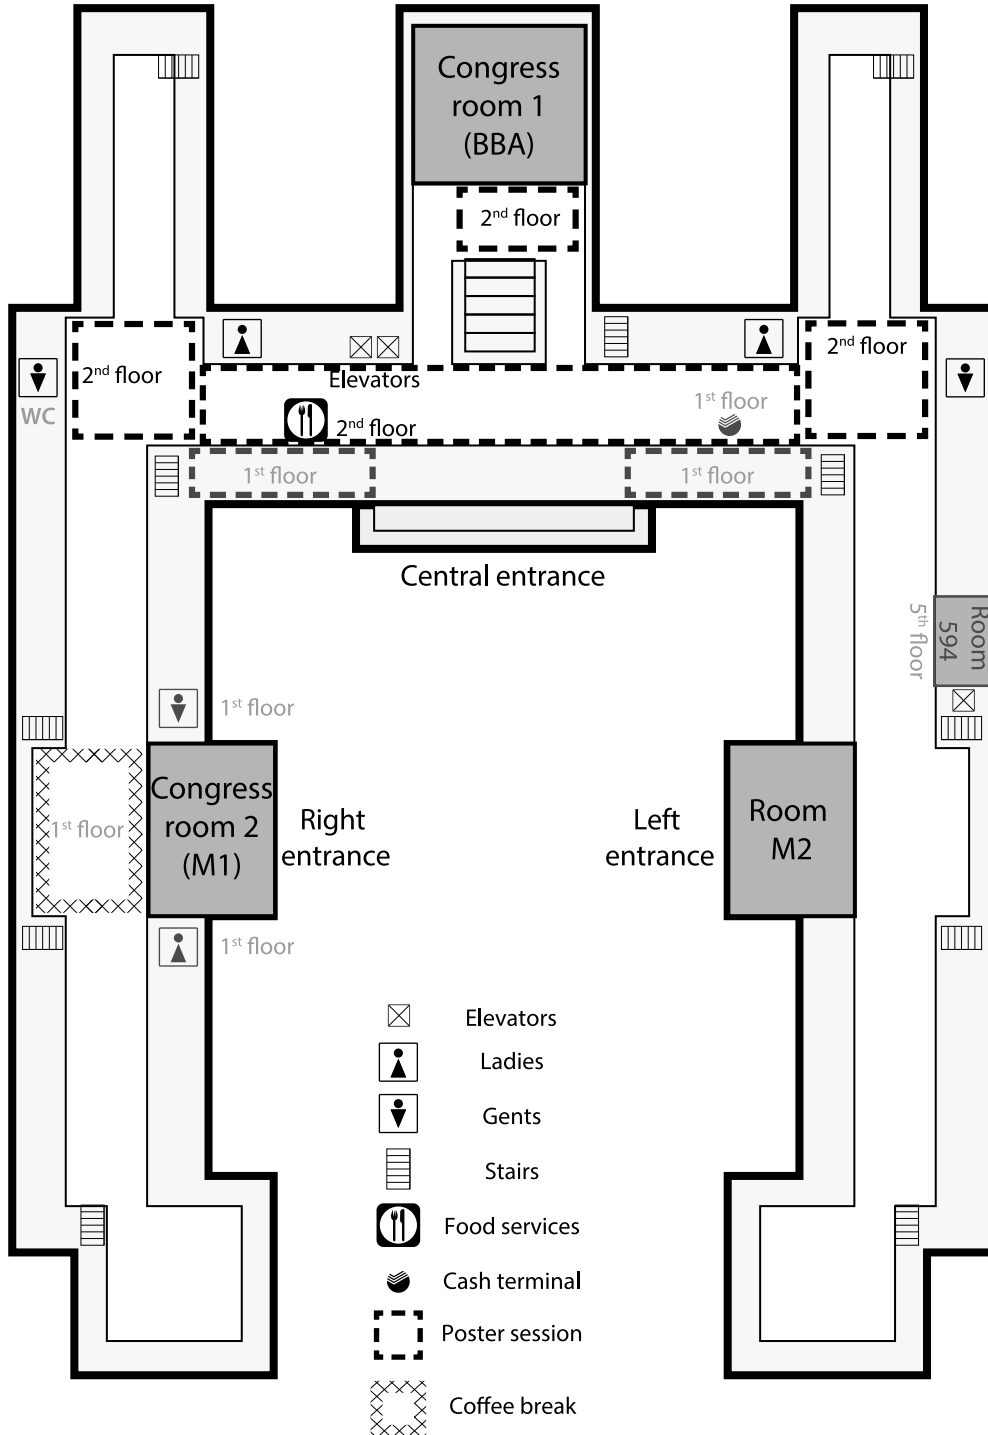 Congress
room 1
(BBA)
2nd floor
2nd floor
2nd floor
Elevators
WC
1st floor
2nd floor
1st floor
1st floor
Central entrance
Room
594
5th floor
1st floor
Congress
room 2
(M1)
Right
entrance
Left
entrance
Room
M2
1st floor
1st floor
Elevators
Ladies
Gents
Stairs
Food services
Cash terminal
Poster session
Coffee break